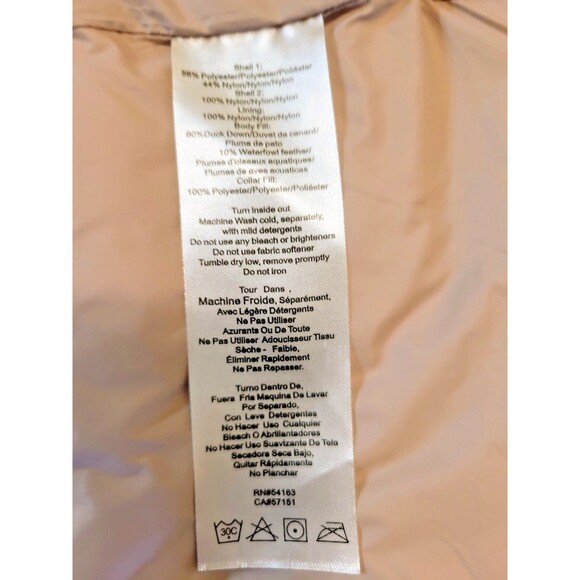 Shell 1:
56% Polyester/Polyester/Poliéster
44% Nylon/Nylon/Nylon
Shell 2:
100% Nylon/Nylon/Nylon
Lining:
100% Nylon/Nylon/Nylon
Body Fill:
90%Duck Down/Duvet de canard/
Pluma de pato
10% Waterfowl feather/
Plumes d'oiseaux aquatiques/
Plumas de aves acuaticas
Collar Fill:
100% Polyester/Polyester/Poliéster
Turn Inside out
Machine Wash cold, separately,
with mild detergents
Do not use any bleach or brighteners
Do not use fabric softener
Tumble dry low, remove promptly
Do not iron
Tour Dans ,
Machine Froide, Séparément,
Avec Légère Détergents
Ne Pas Utiliser
Azurants Ou De Toute
Ne Pas Utiliser Adoucisseur Tissu
Sèche - Faible,
Éliminer Rapidement
Ne Pas Repasser.
Turno Dentro De,
Fuera Fria Maquina De Lavar
Por Separado,
Con Leve Detergentes
No Hacer Uso Cualquier
Bleach O Abrillantadores
No Hacer Uso Suavizante De Tela
Secadora Seca Bajo,
Quitar Rápidamente
No Planchar
RN#54163
CA#57151
30C